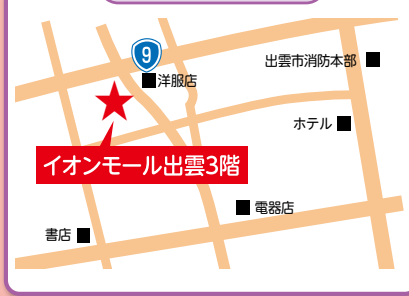 9
出雲市消防本部
洋服店
ホテル
イオンモール出雲3階
電器店
書店